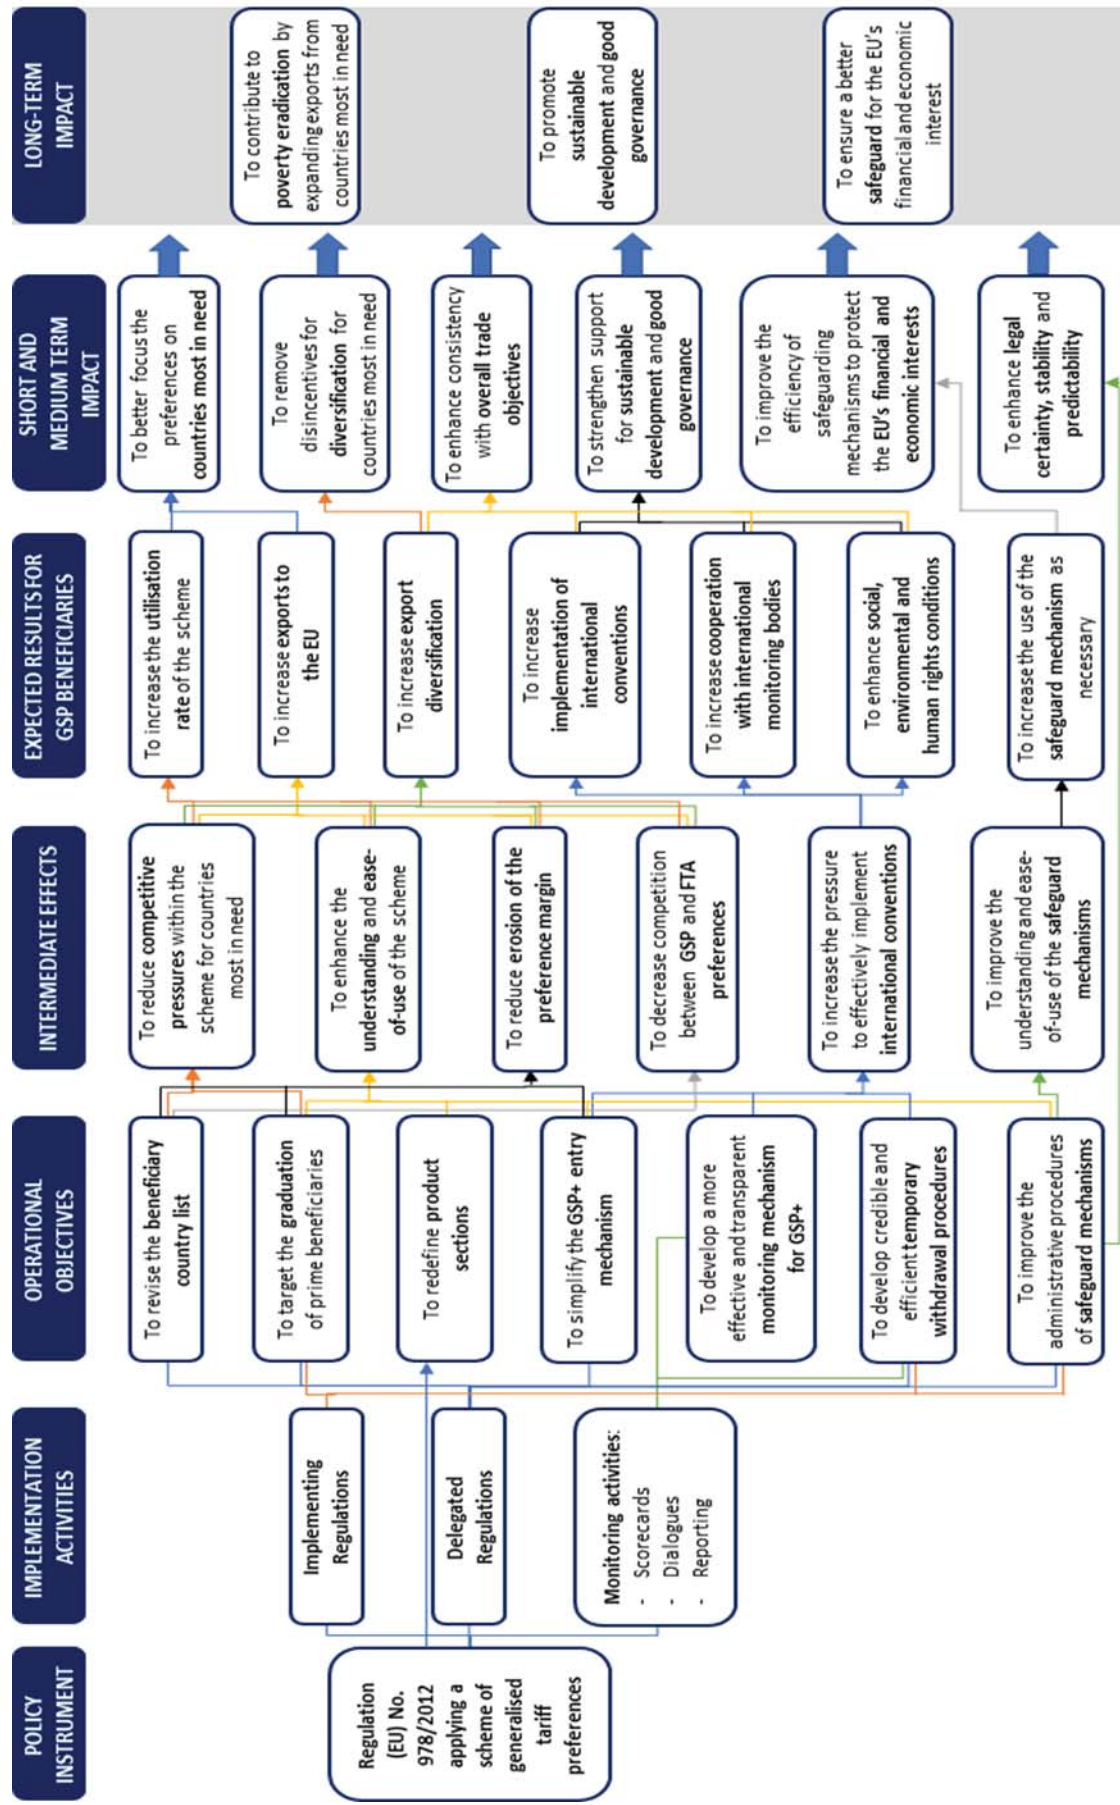 POLICY
INSTRUMENT
IMPLEMENTATION
ACTIVITIES
OPERATIONAL
OBJECTIVES
INTERMEDIATE EFFECTS
EXPECTED RESULTS FOR
GSP BENEFICIARIES
SHORT AND
MEDIUM TERM
IMPACT
LONG-TERM
IMPACT
Regulation
(EU) No.
978/2012
applying a
scheme of
generalised
tariff
preferences
Implementing
Regulations
Delegated
Regulations
Monitoring activities:
- Scorecards
- Dialogues
- Reporting
To revise the beneficiary
country list
To target the graduation
of prime beneficiaries
To redefine product
sections
To simplify the GSP+ entry
mechanism
To develop a more
effective and transparent
monitoring mechanism
for GSP+
To develop credible and
efficient temporary
withdrawal procedures
To improve the
administrative procedures
of safeguard mechanisms
To reduce competitive
pressures within the
scheme for countries
most in need
To enhance the
understanding and ease-
of-use of the scheme
To reduce erosion of the
preference margin
To decrease competition
between GSP and FTA
preferences
To increase the pressure
to effectively implement
international conventions
To improve the
understanding and ease-
of-use of the safeguard
mechanisms
To increase the utilisation
rate of the scheme
To increase exports to
the EU
To increase export
diversification
To increase
implementation of
international
conventions
To increase cooperation
with international
monitoring bodies
To enhance social,
environmental and
human rights conditions
To increase the use of the
safeguard mechanism as
necessary
To better focus the
preferences on
countries most in need
To remove
disincentives for
diversification for
countries most in need
To enhance consistency
with overall trade
objectives
To strengthen support
for sustainable
development and good
governance
To improve the
efficiency of
safeguarding
mechanisms to protect
the EU's financial and
economic interests
To enhance legal
certainty, stability and
predictability
To contribute to
poverty eradication by
expanding exports from
countries most in need
To promote
sustainable
development and good
governance
To ensure a better
safeguard for the EU's
financial and economic
interest